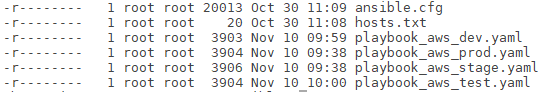 -r-------- 1 root root 20013 Oct 30 11:09 ansible.cfg
-r-------- 1 root root 20 Oct 30 11:08 hosts.txt
-r-------- 1 root root 3903 Nov 10 09:59 playbook_aws_dev.yaml
-r-------- 1 root root 3904 Nov 10 09:38 playbook_aws_prod.yaml
-r-------- 1 root root 3906 Nov 10 09:38 playbook_aws_stage.yaml
-r-------- 1 root root 3904 Nov 10 10:00 playbook_aws_test.yaml